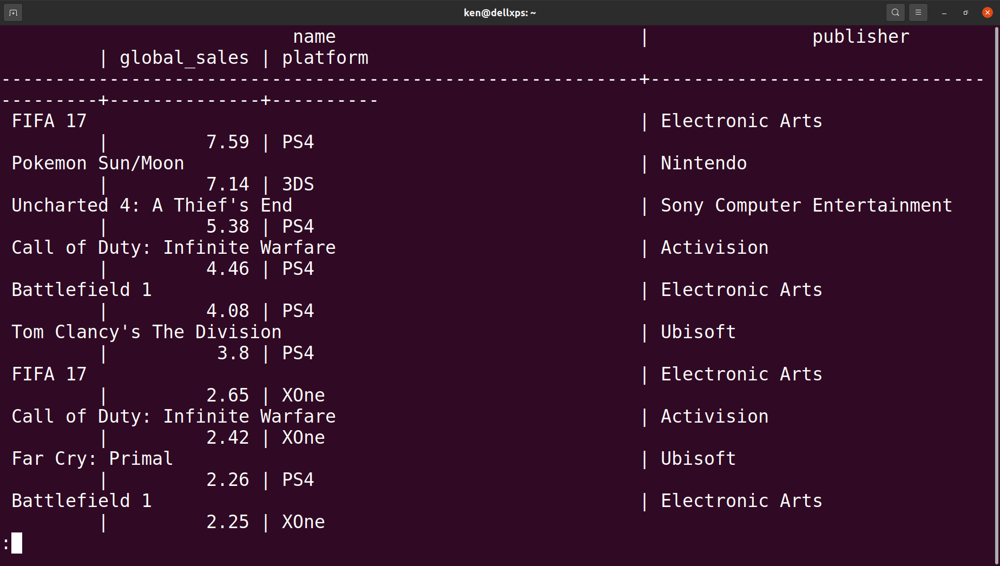 ken@dellxps: ~
name | publisher
| global_sales | platform
-----------------------------------------------------------+-------------------------------
---------+--------------+----------
FIFA 17 | Electronic Arts
| 7.59 | PS4
Pokemon Sun/Moon | Nintendo
| 7.14 | 3DS
Uncharted 4: A Thief's End | Sony Computer Entertainment
| 5.38 | PS4
Call of Duty: Infinite Warfare | Activision
| 4.46 | PS4
Battlefield 1 | Electronic Arts
| 4.08 | PS4
Tom Clancy's The Division | Ubisoft
| 3.8 | PS4
FIFA 17 | Electronic Arts
| 2.65 | XOne
Call of Duty: Infinite Warfare | Activision
| 2.42 | XOne
Far Cry: Primal | Ubisoft
| 2.26 | PS4
Battlefield 1 | Electronic Arts
| 2.25 | XOne
: